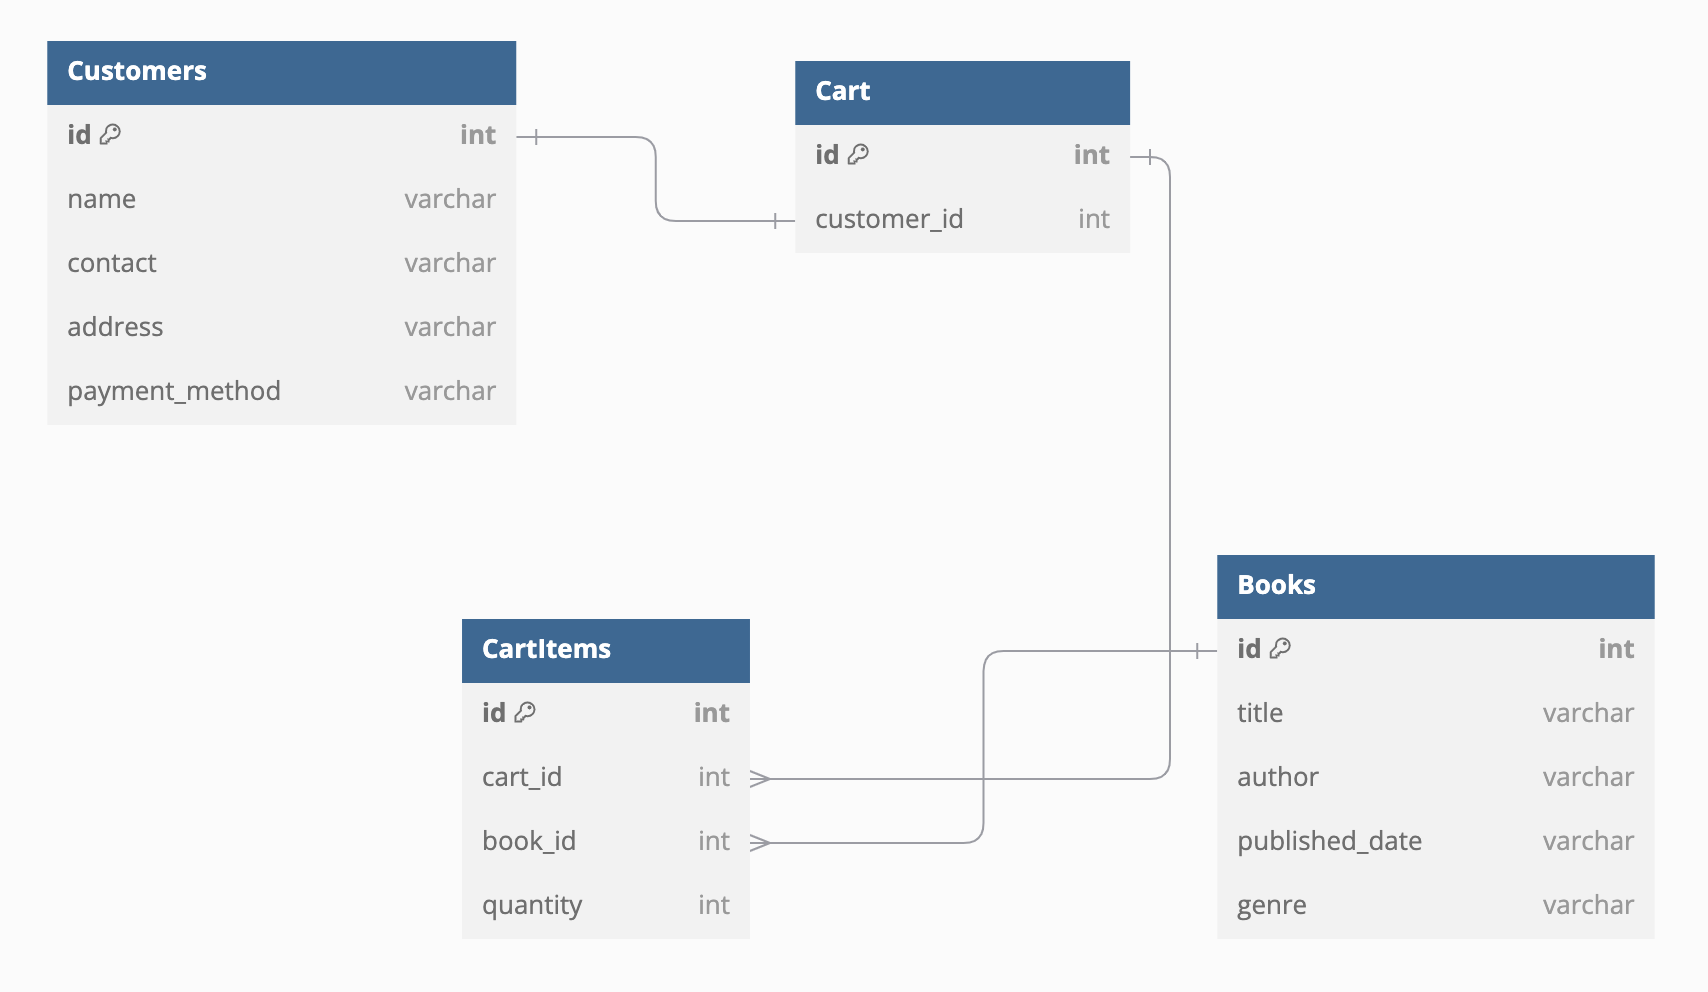 Customers
id int
name varchar
contact varchar
address varchar
payment_method varchar
Cart
id int
customer_id int
CartItems
id int
cart_id int
book_id int
quantity int
Books
id int
title varchar
author varchar
published_date varchar
genre varchar